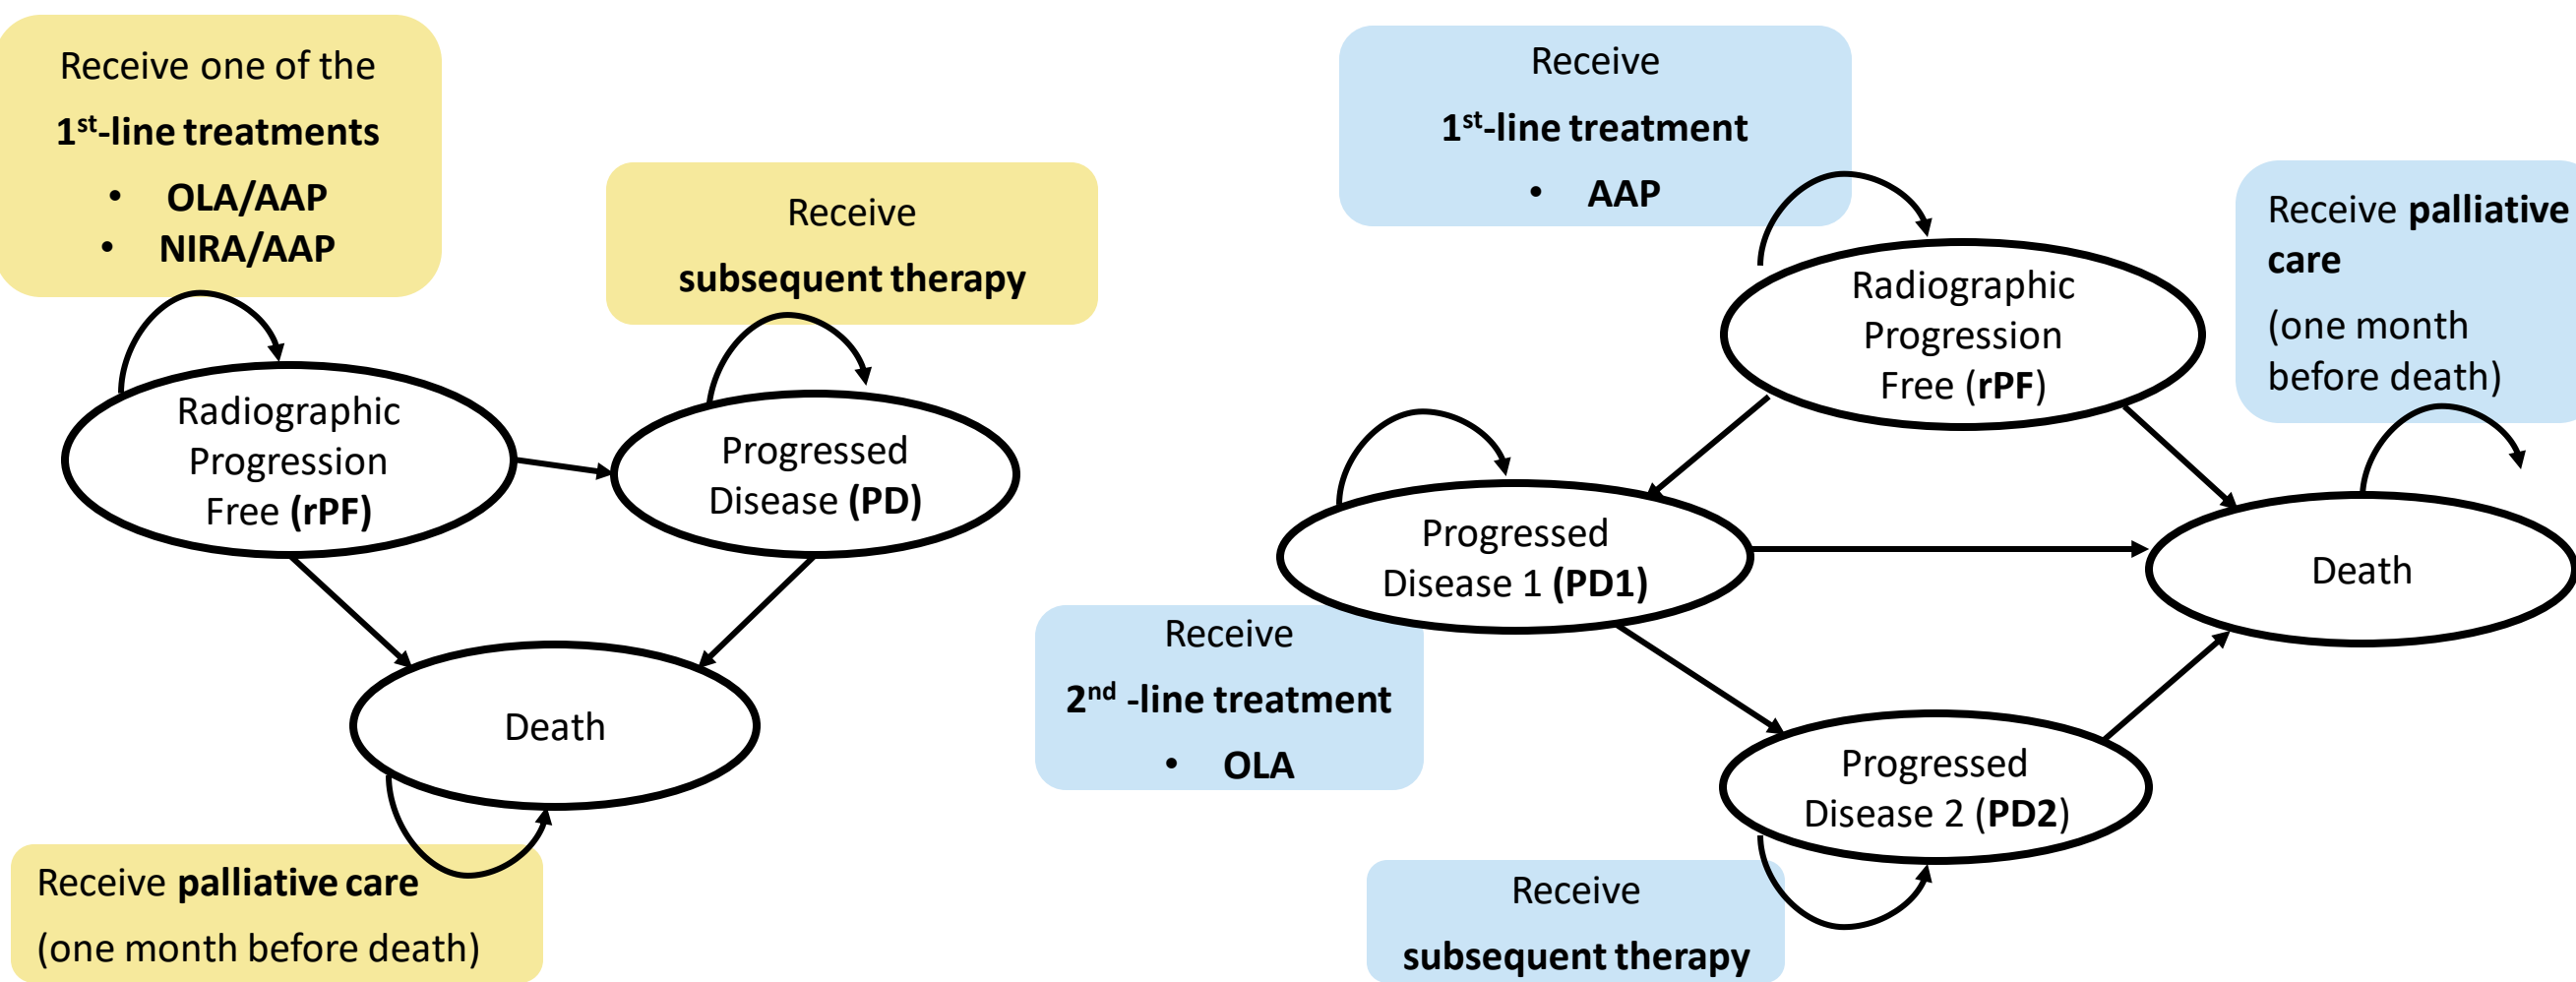 Receive one of the
1st-line treatments
• OLA/AAP
• NIRA/AAP
Receive
subsequent therapy
Radiographic
Progression
Free (rPF)
Progressed
Disease (PD)
Death
Receive palliative care
(one month before death)
Receive
1st-line treatment
• AAP
Radiographic
Progression
Free (rPF)
Receive palliative
care
(one month
before death)
Progressed
Disease 1 (PD1)
Death
Receive
2nd -line treatment
• OLA
Progressed
Disease 2 (PD2)
Receive
subsequent therapy